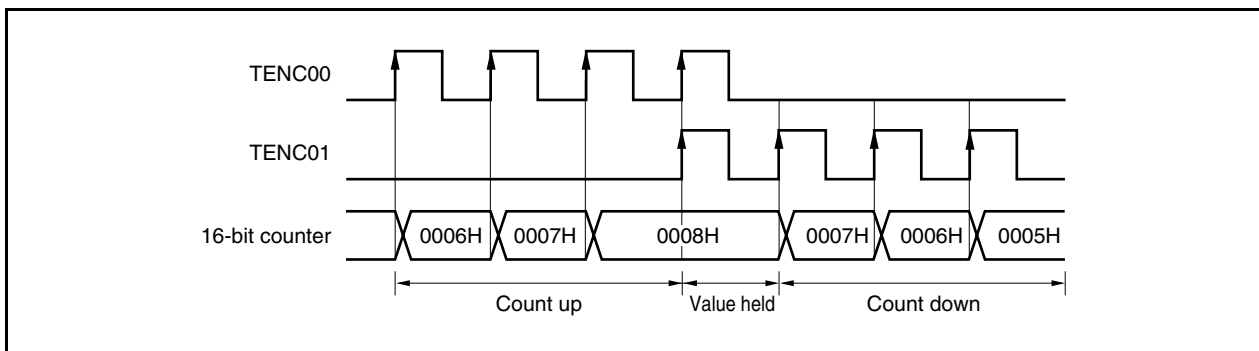 TENC00
TENC01
16-bit counter 0006H 0007H 0008H 0007H 0006H 0005H
Count up Value held Count down